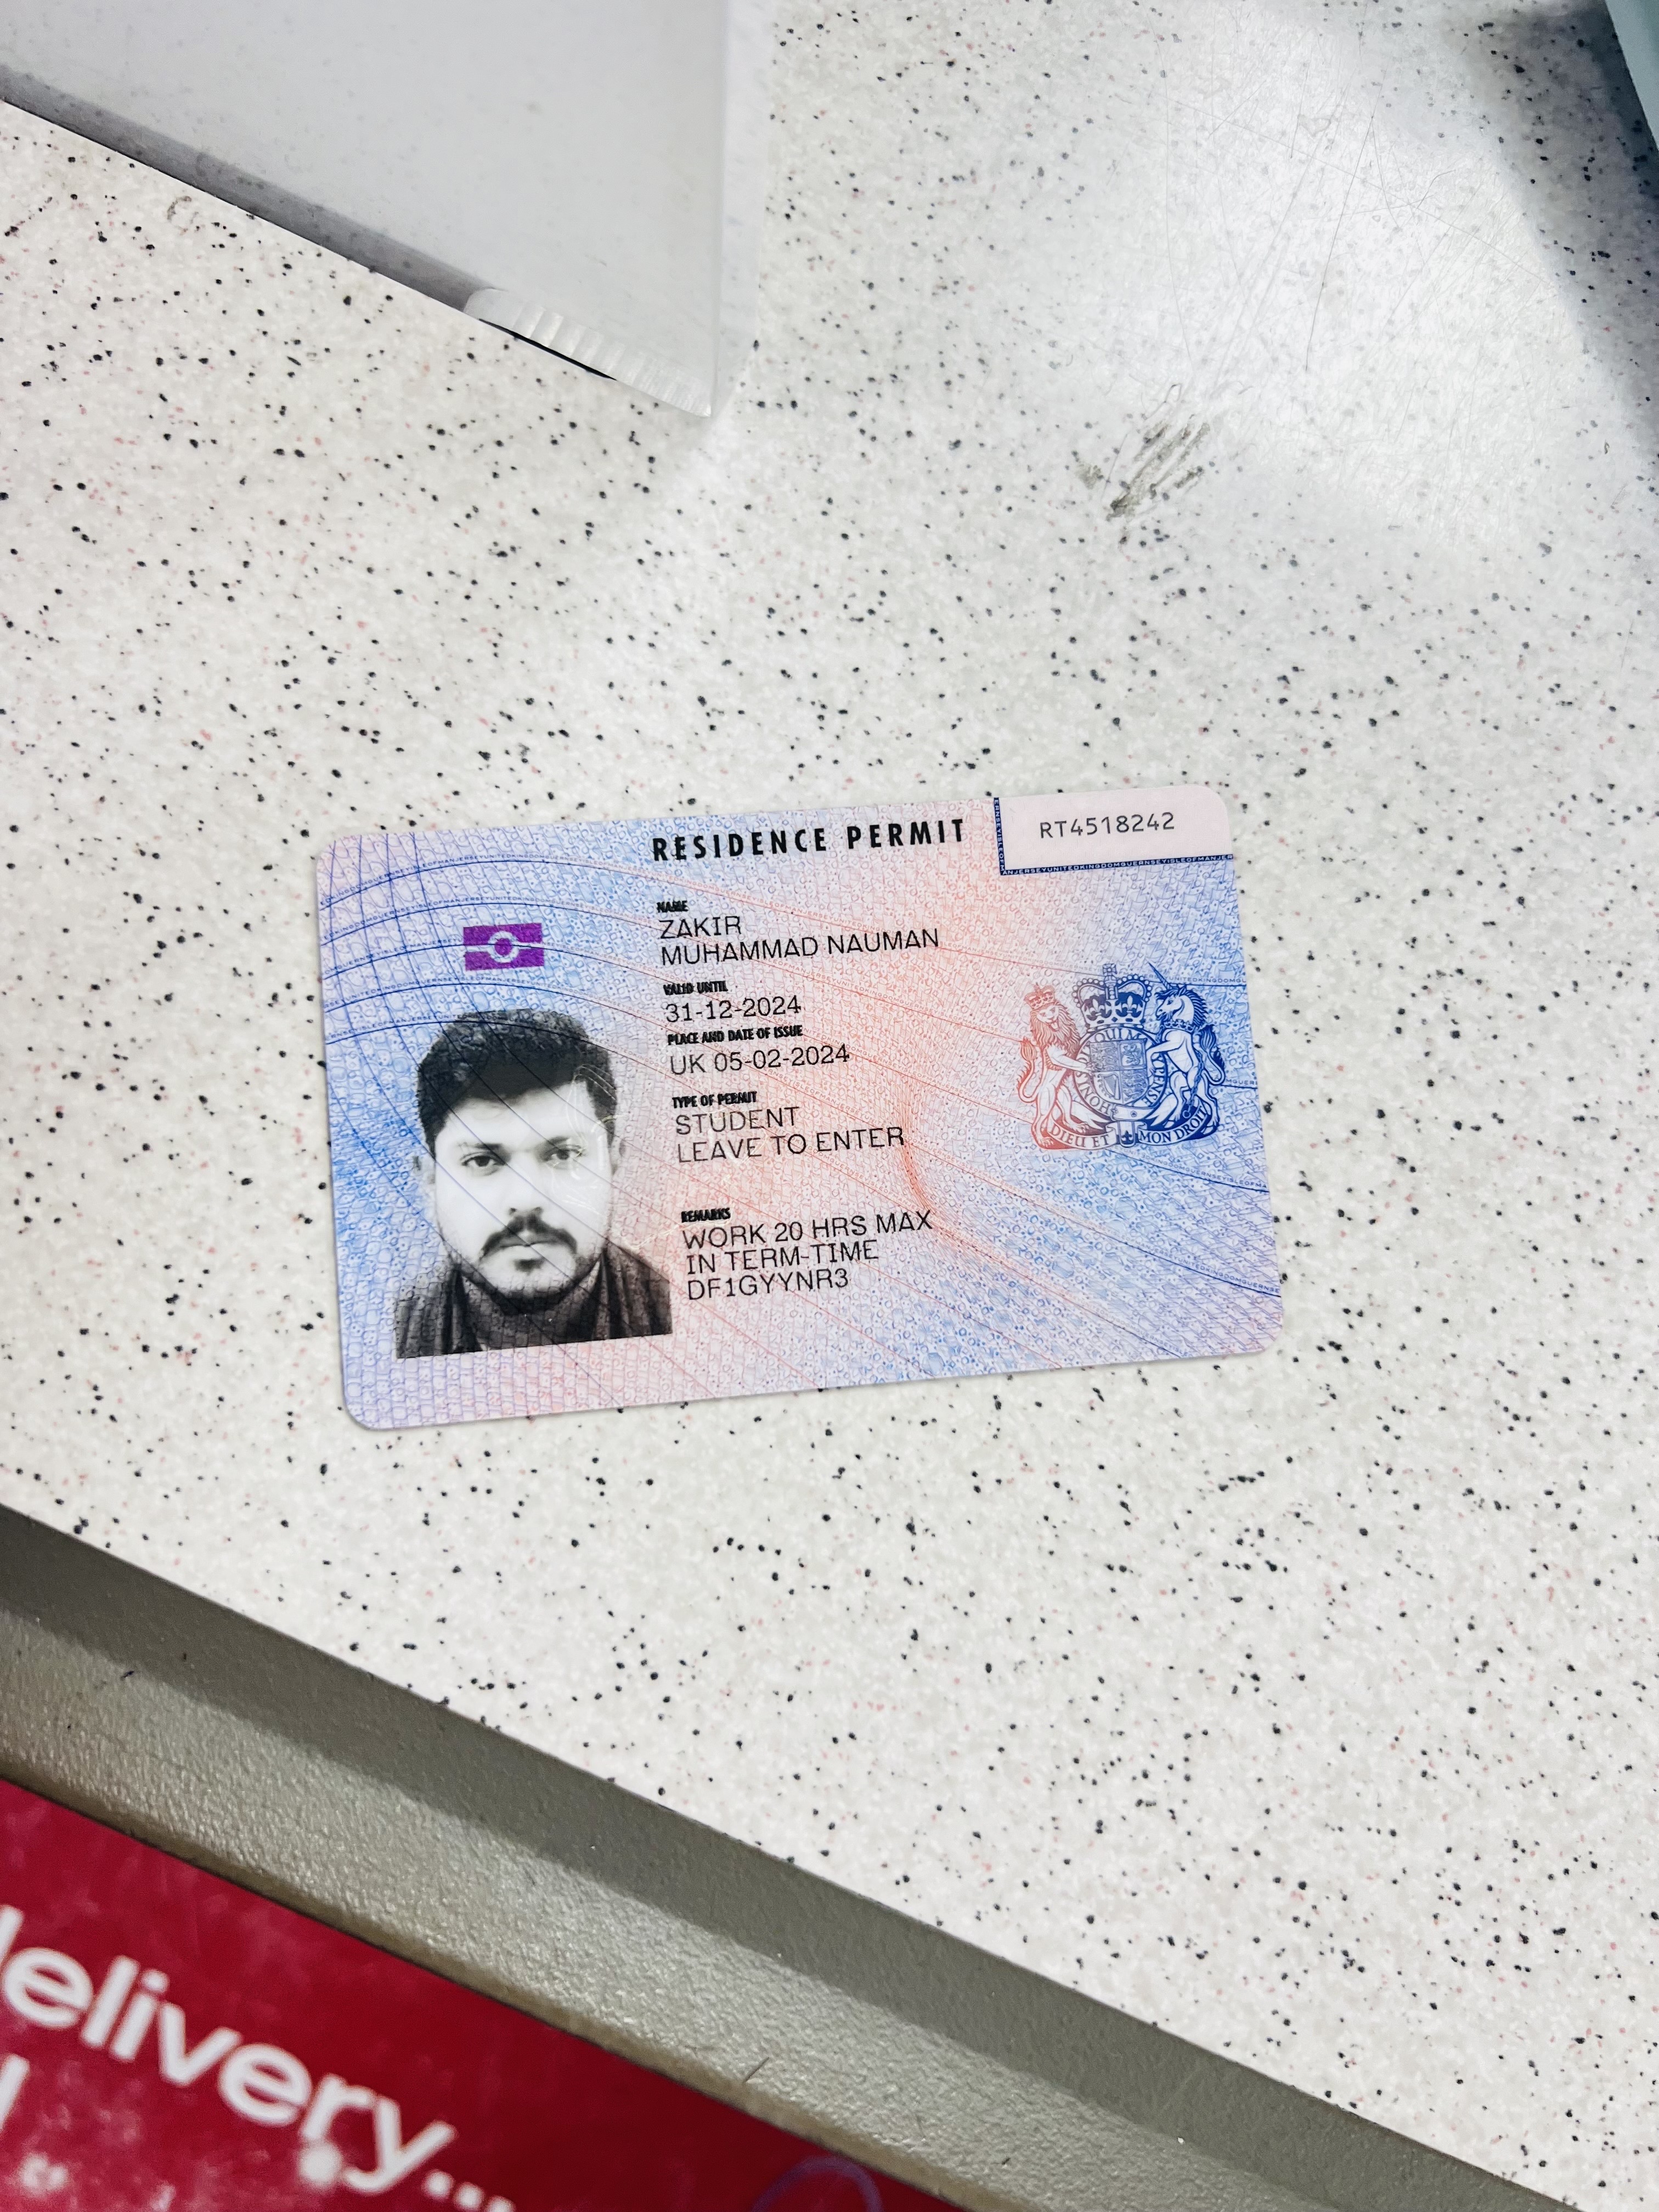 RESIDENCE PERMIT
RT4518242
NAME
ZAKIR
MUHAMMAD NAUMAN
VALID UNTIL
31-12-2024
PLACE AND DATE OF ISSUE
UK 05-02-2024
TYPE OF PERMIT
STUDENT
LEAVE TO ENTER
REMARKS
WORK 20 HRS MAX
IN TERM-TIME
DF1GYYNR3
DIEU ET MON DROIT
elivery...